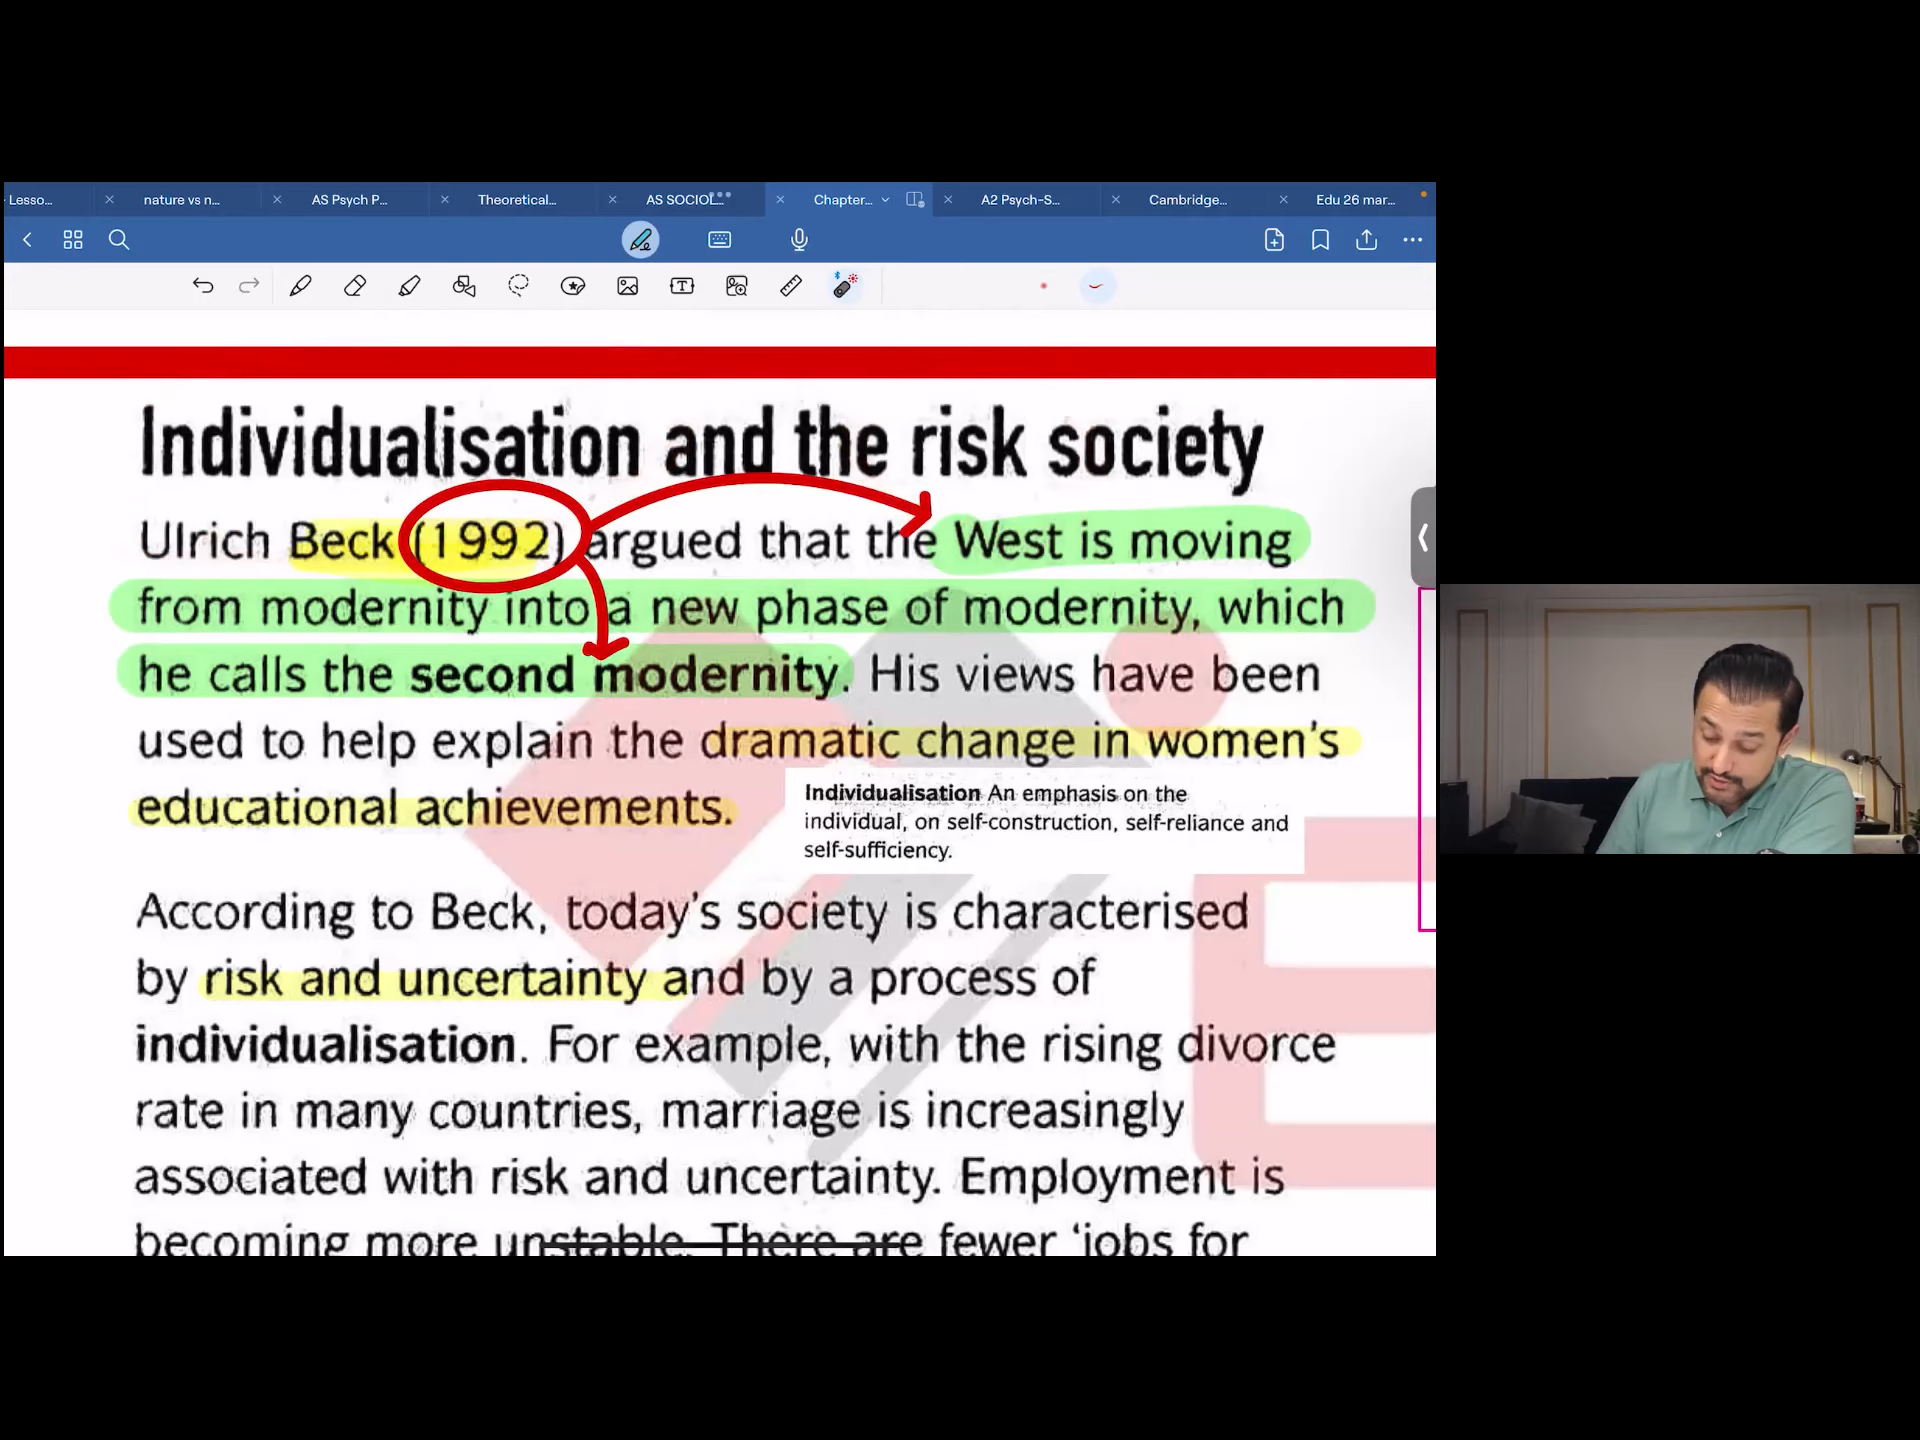 Lesso...
nature vs n...
AS Psych P...
Theoretical...
AS SOCIOL...
Chapter...
A2 Psych-S...
Cambridge...
Edu 26 mar...
Individualisation and the risk society
Ulrich Beck (1992) argued that the West is moving
from modernity into a new phase of modernity, which
he calls the second modernity. His views have been
used to help explain the dramatic change in women's
educational achievements.
Individualisation An emphasis on the
individual, on self-construction, self-reliance and
self-sufficiency.
According to Beck, today's society is characterised
by risk and uncertainty and by a process of
individualisation. For example, with the rising divorce
rate in many countries, marriage is increasingly
associated with risk and uncertainty. Employment is
becoming more unstable. There are fewer 'jobs for